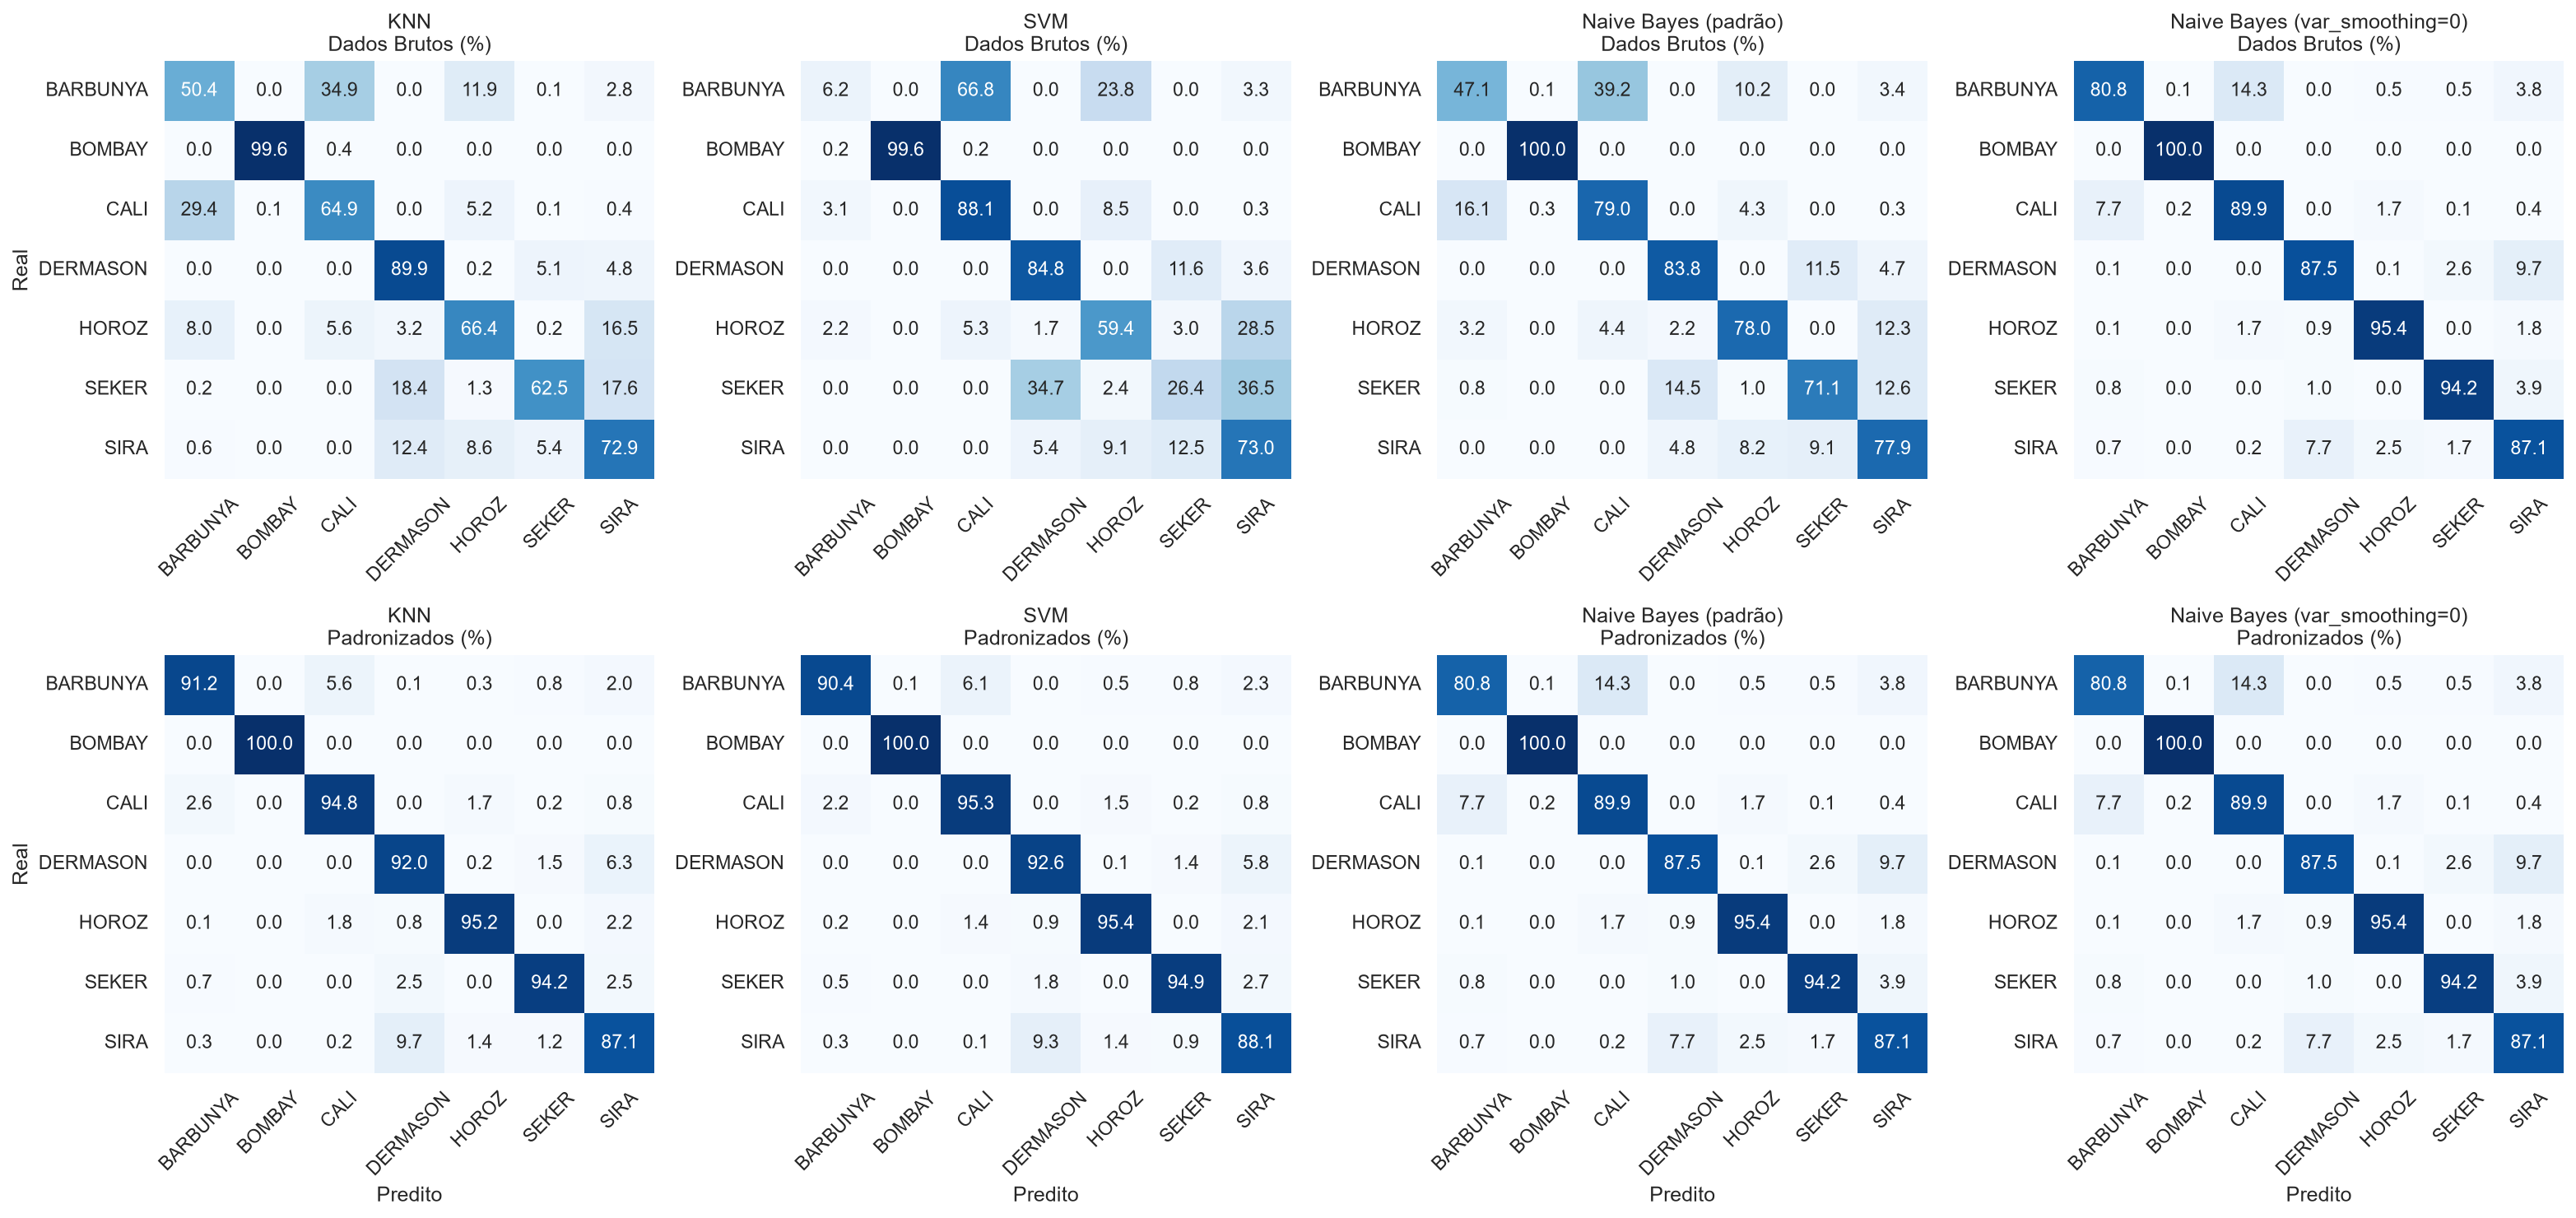 KNN
Dados Brutos (%)
Real
BARBUNYA 50.4 0.0 34.9 0.0 11.9 0.1 2.8
BOMBAY 0.0 99.6 0.4 0.0 0.0 0.0 0.0
CALI 29.4 0.1 64.9 0.0 5.2 0.1 0.4
DERMASON 0.0 0.0 0.0 89.9 0.2 5.1 4.8
HOROZ 8.0 0.0 5.6 3.2 66.4 0.2 16.5
SEKER 0.2 0.0 0.0 18.4 1.3 62.5 17.6
SIRA 0.6 0.0 0.0 12.4 8.6 5.4 72.9
BARBUNYA BOMBAY CALI DERMASON HOROZ SEKER SIRA
SVM
Dados Brutos (%)
BARBUNYA 6.2 0.0 66.8 0.0 23.8 0.0 3.3
BOMBAY 0.2 99.6 0.2 0.0 0.0 0.0 0.0
CALI 3.1 0.0 88.1 0.0 8.5 0.0 0.3
DERMASON 0.0 0.0 0.0 84.8 0.0 11.6 3.6
HOROZ 2.2 0.0 5.3 1.7 59.4 3.0 28.5
SEKER 0.0 0.0 0.0 34.7 2.4 26.4 36.5
SIRA 0.0 0.0 0.0 5.4 9.1 12.5 73.0
BARBUNYA BOMBAY CALI DERMASON HOROZ SEKER SIRA
Naive Bayes (padrão)
Dados Brutos (%)
BARBUNYA 47.1 0.1 39.2 0.0 10.2 0.0 3.4
BOMBAY 0.0 100.0 0.0 0.0 0.0 0.0 0.0
CALI 16.1 0.3 79.0 0.0 4.3 0.0 0.3
DERMASON 0.0 0.0 0.0 83.8 0.0 11.5 4.7
HOROZ 3.2 0.0 4.4 2.2 78.0 0.0 12.3
SEKER 0.8 0.0 0.0 14.5 1.0 71.1 12.6
SIRA 0.0 0.0 0.0 4.8 8.2 9.1 77.9
BARBUNYA BOMBAY CALI DERMASON HOROZ SEKER SIRA
Naive Bayes (var_smoothing=0)
Dados Brutos (%)
BARBUNYA 80.8 0.1 14.3 0.0 0.5 0.5 3.8
BOMBAY 0.0 100.0 0.0 0.0 0.0 0.0 0.0
CALI 7.7 0.2 89.9 0.0 1.7 0.1 0.4
DERMASON 0.1 0.0 0.0 87.5 0.1 2.6 9.7
HOROZ 0.1 0.0 1.7 0.9 95.4 0.0 1.8
SEKER 0.8 0.0 0.0 1.0 0.0 94.2 3.9
SIRA 0.7 0.0 0.2 7.7 2.5 1.7 87.1
BARBUNYA BOMBAY CALI DERMASON HOROZ SEKER SIRA
KNN
Padronizados (%)
Real
BARBUNYA 91.2 0.0 5.6 0.1 0.3 0.8 2.0
BOMBAY 0.0 100.0 0.0 0.0 0.0 0.0 0.0
CALI 2.6 0.0 94.8 0.0 1.7 0.2 0.8
DERMASON 0.0 0.0 0.0 92.0 0.2 1.5 6.3
HOROZ 0.1 0.0 1.8 0.8 95.2 0.0 2.2
SEKER 0.7 0.0 0.0 2.5 0.0 94.2 2.5
SIRA 0.3 0.0 0.2 9.7 1.4 1.2 87.1
BARBUNYA BOMBAY CALI DERMASON HOROZ SEKER SIRA
Predito
SVM
Padronizados (%)
BARBUNYA 90.4 0.1 6.1 0.0 0.5 0.8 2.3
BOMBAY 0.0 100.0 0.0 0.0 0.0 0.0 0.0
CALI 2.2 0.0 95.3 0.0 1.5 0.2 0.8
DERMASON 0.0 0.0 0.0 92.6 0.1 1.4 5.8
HOROZ 0.2 0.0 1.4 0.9 95.4 0.0 2.1
SEKER 0.5 0.0 0.0 1.8 0.0 94.9 2.7
SIRA 0.3 0.0 0.1 9.3 1.4 0.9 88.1
BARBUNYA BOMBAY CALI DERMASON HOROZ SEKER SIRA
Predito
Naive Bayes (padrão)
Padronizados (%)
BARBUNYA 80.8 0.1 14.3 0.0 0.5 0.5 3.8
BOMBAY 0.0 100.0 0.0 0.0 0.0 0.0 0.0
CALI 7.7 0.2 89.9 0.0 1.7 0.1 0.4
DERMASON 0.1 0.0 0.0 87.5 0.1 2.6 9.7
HOROZ 0.1 0.0 1.7 0.9 95.4 0.0 1.8
SEKER 0.8 0.0 0.0 1.0 0.0 94.2 3.9
SIRA 0.7 0.0 0.2 7.7 2.5 1.7 87.1
BARBUNYA BOMBAY CALI DERMASON HOROZ SEKER SIRA
Predito
Naive Bayes (var_smoothing=0)
Padronizados (%)
BARBUNYA 80.8 0.1 14.3 0.0 0.5 0.5 3.8
BOMBAY 0.0 100.0 0.0 0.0 0.0 0.0 0.0
CALI 7.7 0.2 89.9 0.0 1.7 0.1 0.4
DERMASON 0.1 0.0 0.0 87.5 0.1 2.6 9.7
HOROZ 0.1 0.0 1.7 0.9 95.4 0.0 1.8
SEKER 0.8 0.0 0.0 1.0 0.0 94.2 3.9
SIRA 0.7 0.0 0.2 7.7 2.5 1.7 87.1
BARBUNYA BOMBAY CALI DERMASON HOROZ SEKER SIRA
Predito